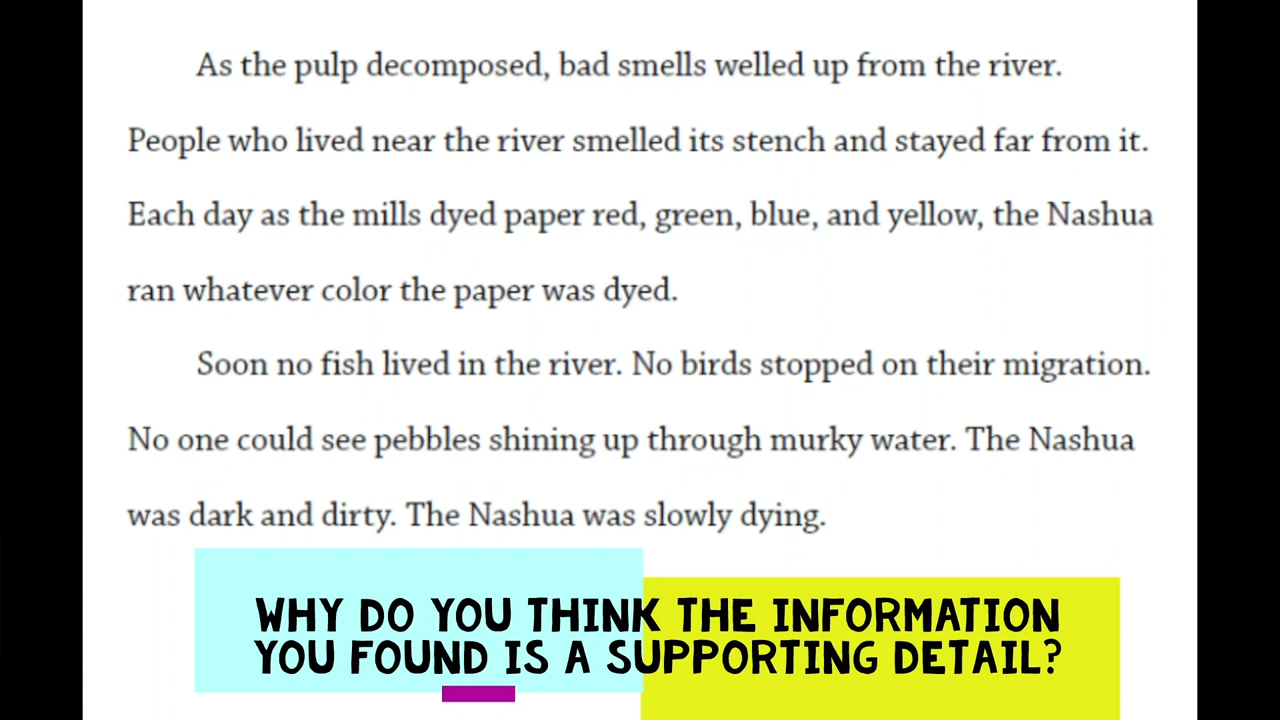 As the pulp decomposed, bad smells welled up from the river.
People who lived near the river smelled its stench and stayed far from it.
Each day as the mills dyed paper red, green, blue, and yellow, the Nashua
ran whatever color the paper was dyed.
Soon no fish lived in the river. No birds stopped on their migration.
No one could see pebbles shining up through murky water. The Nashua
was dark and dirty. The Nashua was slowly dying.
WHY DO YOU THINK THE INFORMATION
YOU FOUND IS A SUPPORTING DETAIL?